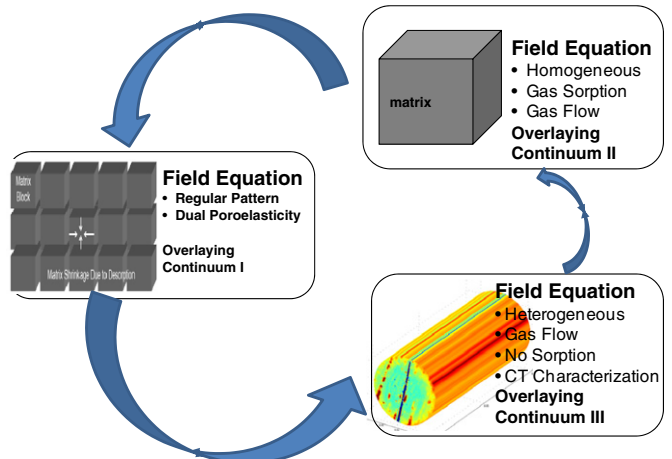 Field Equation
• Homogeneous
• Gas Sorption
• Gas Flow
Overlaying
Continuum II
matrix
Matrix
Block
Matrix Shrinkage Due to Desorption
Field Equation
• Regular Pattern
• Dual Poroelasticity
Overlaying
Continuum I
Field Equation
• Heterogeneous
• Gas Flow
• No Sorption
• CT Characterization
Overlaying
Continuum III